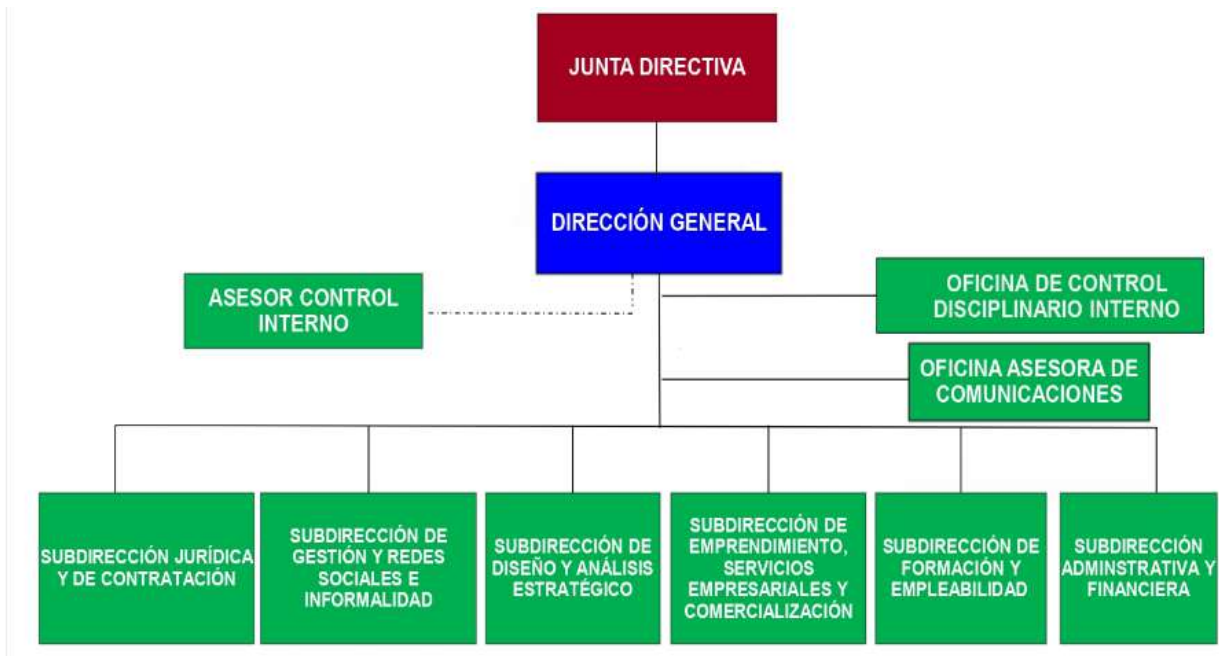 JUNTA DIRECTIVA
DIRECCIÓN GENERAL
ASESOR CONTROL
INTERNO
OFICINA DE CONTROL
DISCIPLINARIO INTERNO
OFICINA ASESORA DE
COMUNICACIONES
SUBDIRECCIÓN JURÍDICA
Y DE CONTRATACIÓN
SUBDIRECCIÓN DE
GESTIÓN Y REDES
SOCIALES E
INFORMALIDAD
SUBDIRECCIÓN DE
DISEÑO Y ANÁLISIS
ESTRATÉGICO
SUBDIRECCIÓN DE
EMPRENDIMIENTO,
SERVICIOS
EMPRESARIALES Y
COMERCIALIZACIÓN
SUBDIRECCIÓN DE
FORMACIÓN Y
EMPLEABILIDAD
SUBDIRECCIÓN
ADMINSTRATIVA Y
FINANCIERA